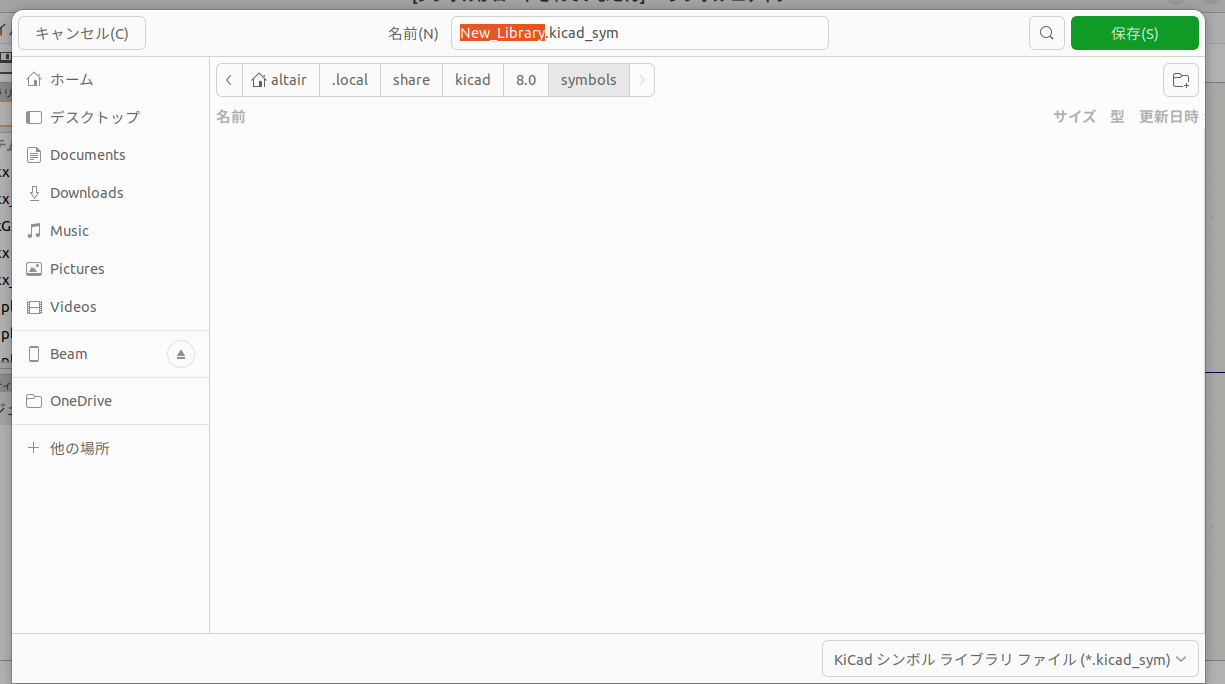 キャンセル(C)
名前(N)
New_Library.kicad_sym
保存(S)
ホーム
altair
.local
share
kicad
8.0
symbols
デスクトップ
名前
サイズ
型
更新日時
Documents
Downloads
Music
Pictures
Videos
Beam
OneDrive
他の場所
KiCad シンボル ライブラリ ファイル (*.kicad_sym)